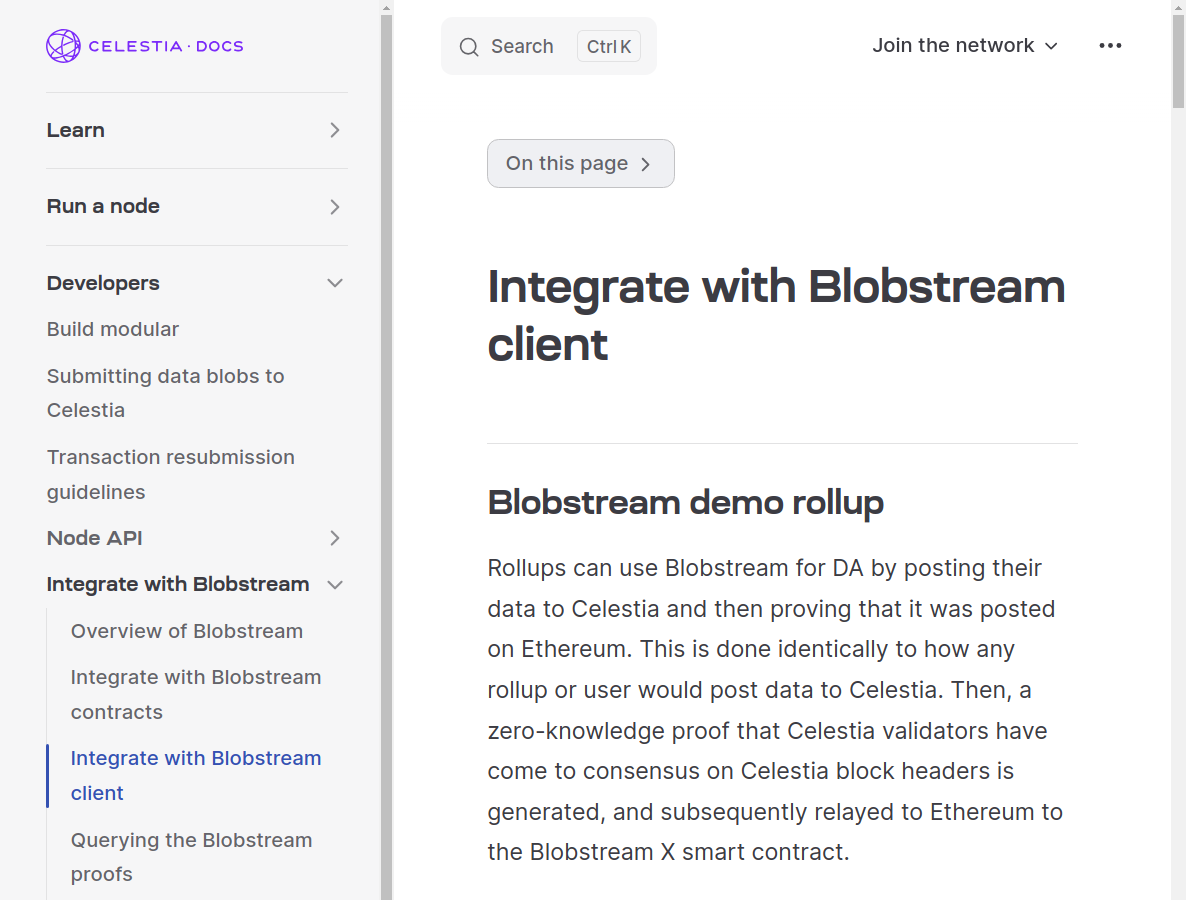 CELESTIA · DOCS
Learn
Run a node
Developers
Build modular
Submitting data blobs to
Celestia
Transaction resubmission
guidelines
Node API
Integrate with Blobstream
Overview of Blobstream
Integrate with Blobstream
contracts
Integrate with Blobstream
client
Querying the Blobstream
proofs
Search Ctrl K
Join the network
On this page
Integrate with Blobstream
client
Blobstream demo rollup
Rollups can use Blobstream for DA by posting their
data to Celestia and then proving that it was posted
on Ethereum. This is done identically to how any
rollup or user would post data to Celestia. Then, a
zero-knowledge proof that Celestia validators have
come to consensus on Celestia block headers is
generated, and subsequently relayed to Ethereum to
the Blobstream X smart contract.